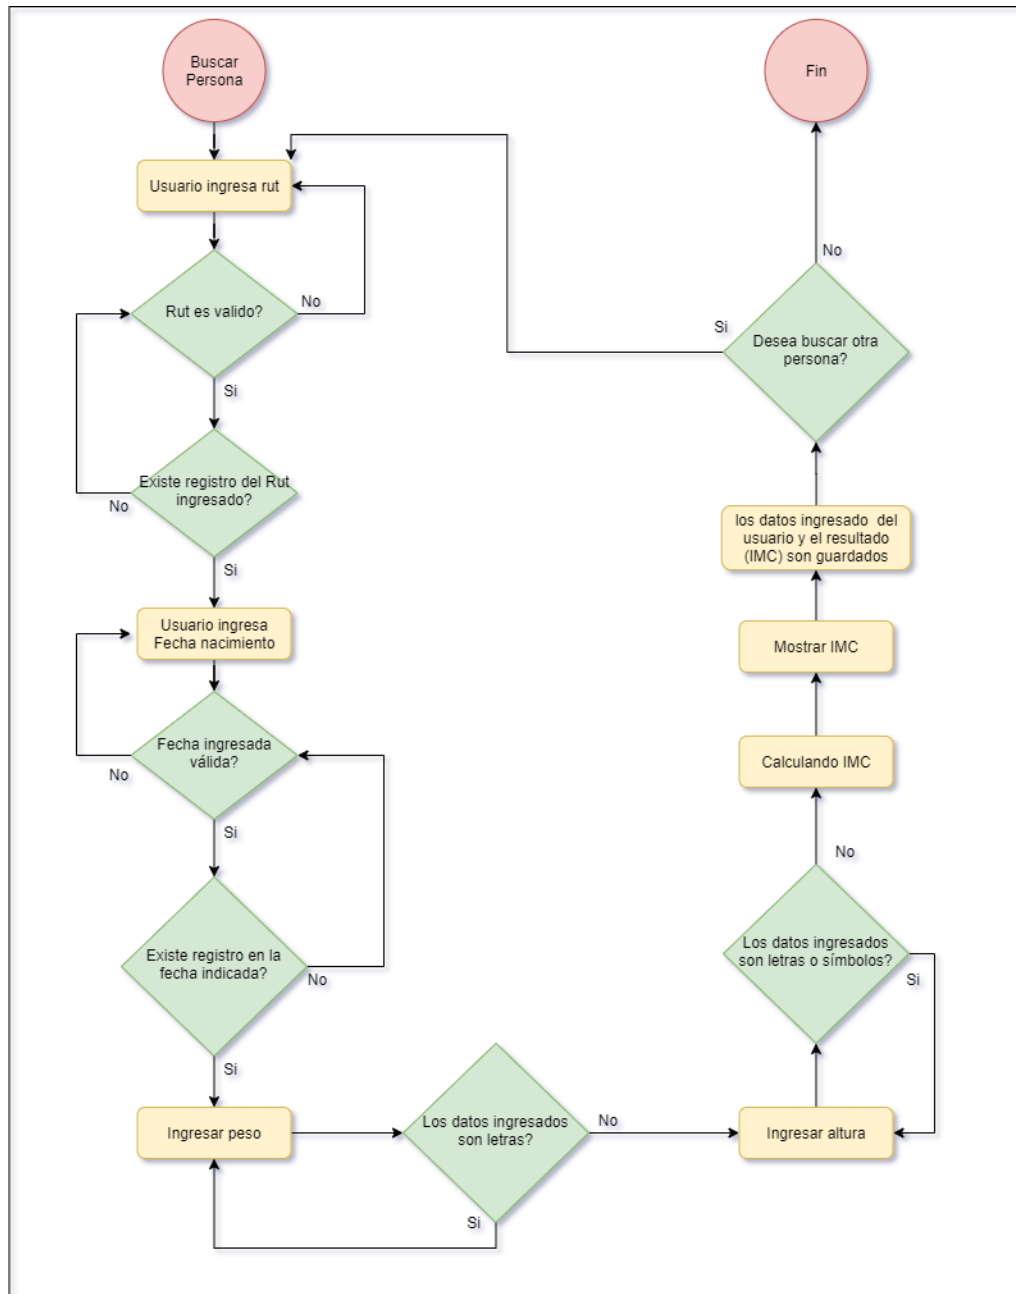 Buscar
Persona
Usuario ingresa rut
Rut es valido?
No
Si
Existe registro del Rut
ingresado?
No
Si
Usuario ingresa
Fecha nacimiento
Fecha ingresada
válida?
No
Si
Existe registro en la
fecha indicada?
No
Si
Ingresar peso
Los datos ingresados
son letras?
Si
No
Ingresar altura
Los datos ingresados
son letras o símbolos?
Si
No
Calculando IMC
Mostrar IMC
los datos ingresado  del
usuario y el resultado
(IMC) son guardados
Desea buscar otra
persona?
Si
No
Fin